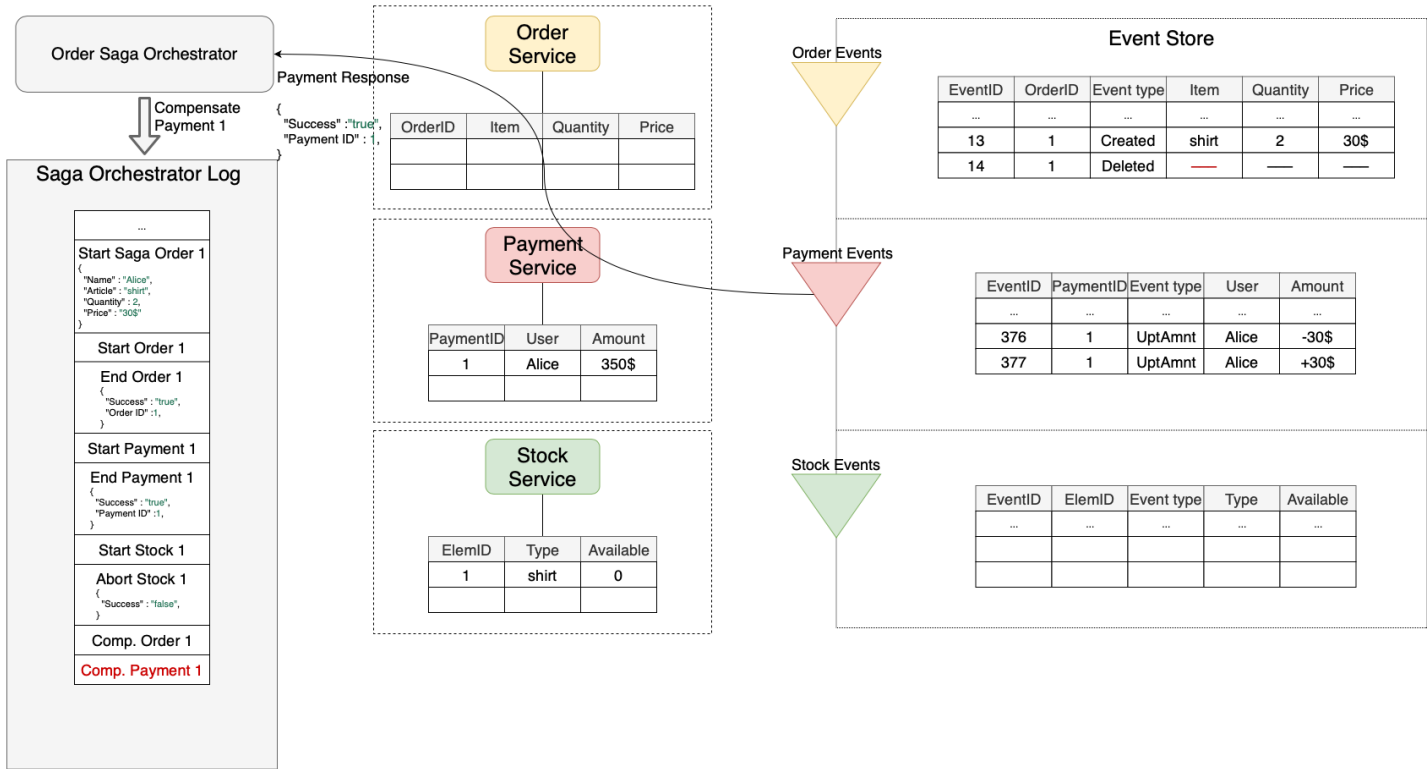 Order Saga Orchestrator
Compensate
Payment 1
Payment Response
{
"Success" :"true",
"Payment ID" : 1,
}
Saga Orchestrator Log
...
Start Saga Order 1
{
"Name" : "Alice",
"Article" : "shirt",
"Quantity" : 2,
"Price" : "30$"
}
Start Order 1
End Order 1
{
"Success" : "true",
"Order ID" :1,
}
Start Payment 1
End Payment 1
{
"Success" : "true",
"Payment ID" :1,
}
Start Stock 1
Abort Stock 1
{
"Success" : "false",
}
Comp. Order 1
Comp. Payment 1
Order
Service
OrderID Item Quantity Price
Payment
Service
PaymentID User Amount
1 Alice 350$
Stock
Service
ElemID Type Available
1 shirt 0
Event Store
Order Events
EventID OrderID Event type Item Quantity Price
... ... ... ... ... ...
13 1 Created shirt 2 30$
14 1 Deleted —— —— ——
Payment Events
EventID PaymentID Event type User Amount
... ... ... ... ...
376 1 UptAmnt Alice -30$
377 1 UptAmnt Alice +30$
Stock Events
EventID ElemID Event type Type Available
... ... ... ... ...